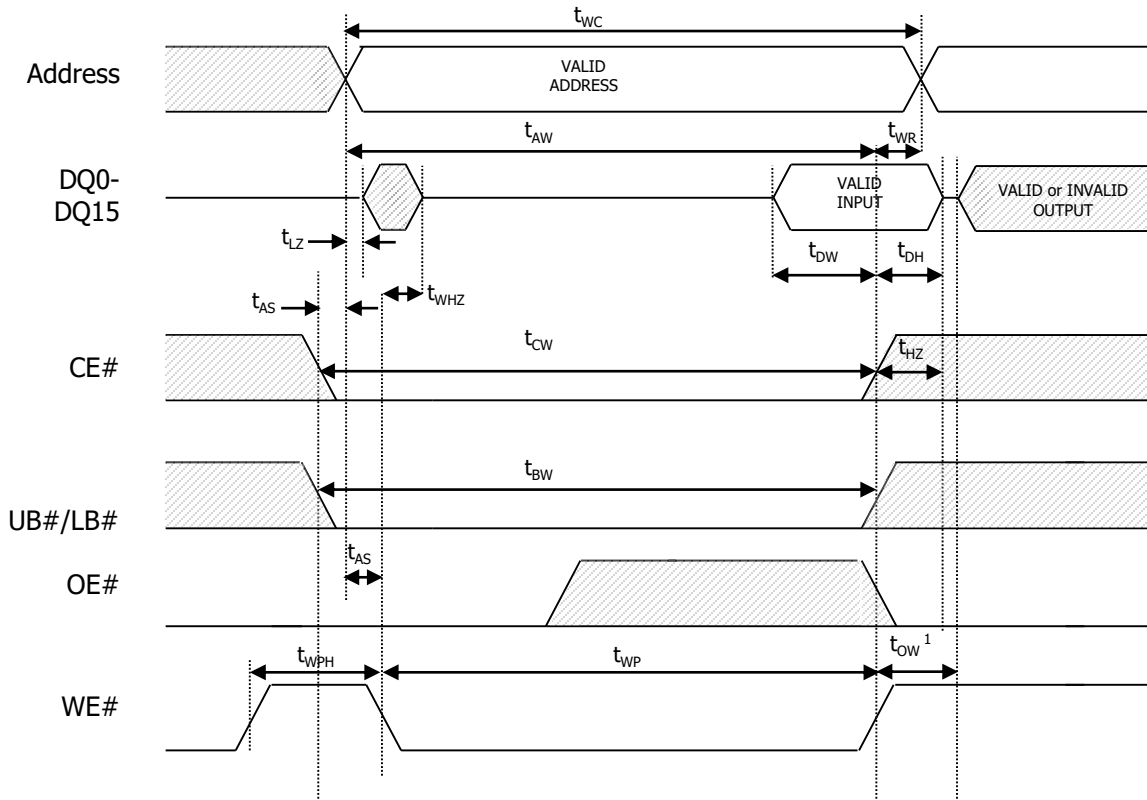 tWC
Address
VALID
ADDRESS
tAW
tWR
DQ0-
DQ15
VALID
INPUT
VALID or INVALID
OUTPUT
tLZ
tDW
tDH
tAS
tWHZ
tCW
tHZ
CE#
tBW
UB#/LB#
tAS
OE#
tWPH
tWP
tOW 1
WE#